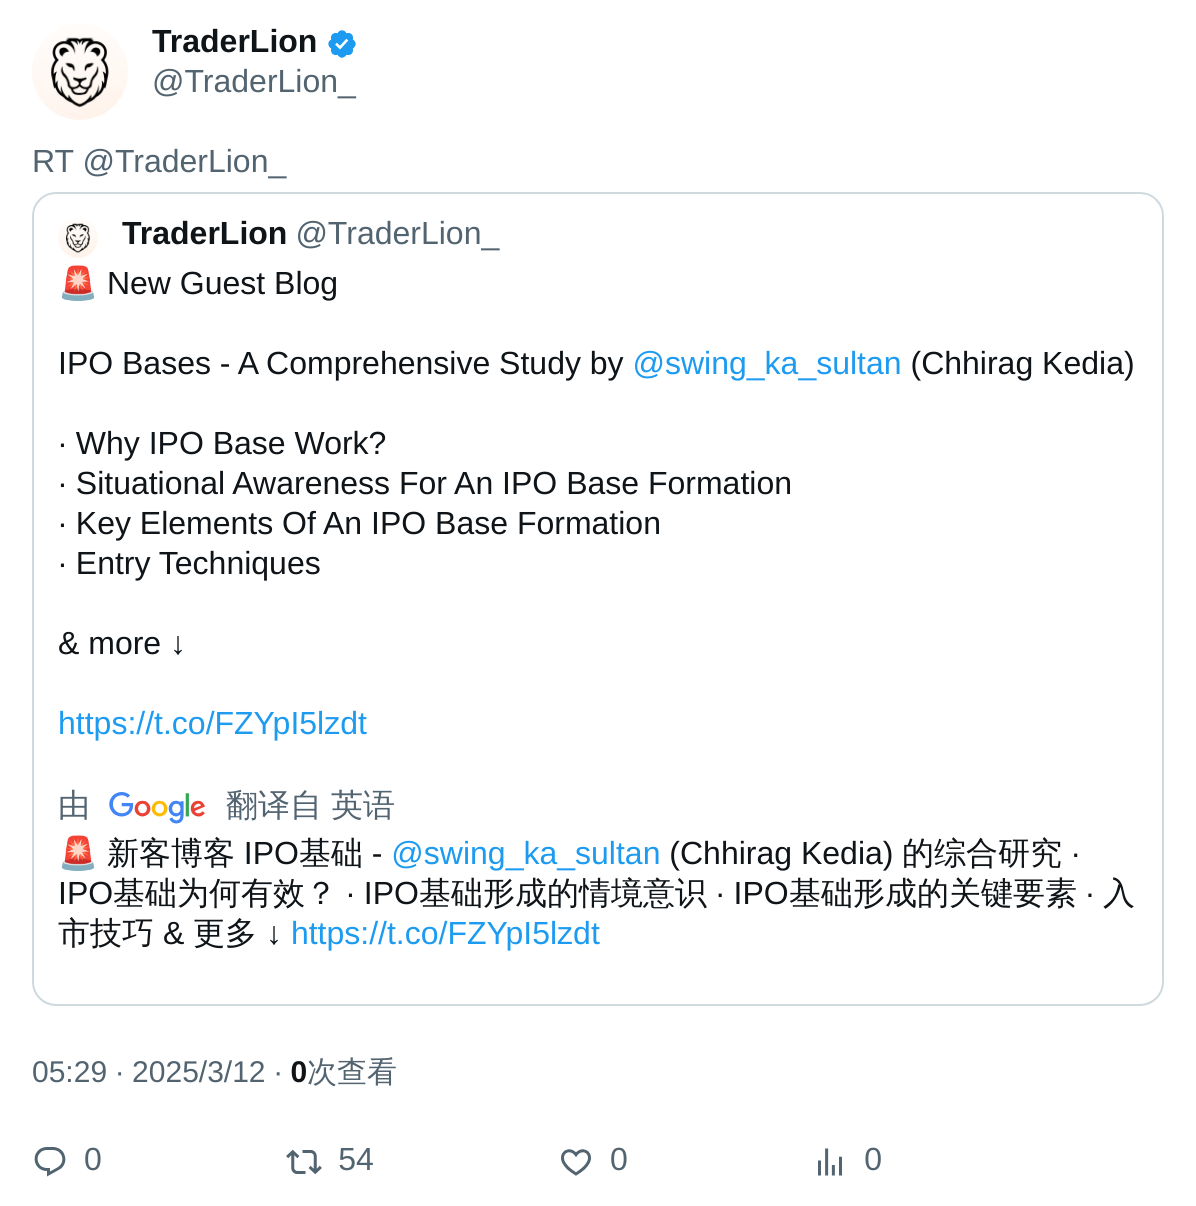 TraderLion
@TraderLion_
RT @TraderLion_
TraderLion @TraderLion_
🚨 New Guest Blog
IPO Bases - A Comprehensive Study by @swing_ka_sultan (Chhirag Kedia)
· Why IPO Base Work?
· Situational Awareness For An IPO Base Formation
· Key Elements Of An IPO Base Formation
· Entry Techniques
& more ↓
https://t.co/FZYpI5lzdt
由 Google 翻译自 英语
🚨 新客博客 IPO基础 - @swing_ka_sultan (Chhirag Kedia) 的综合研究 ·
IPO基础为何有效？ · IPO基础形成的情境意识 · IPO基础形成的关键要素 · 入
市技巧 & 更多 ↓ https://t.co/FZYpI5lzdt
05:29 · 2025/3/12 · 0次查看
0 54 0 0